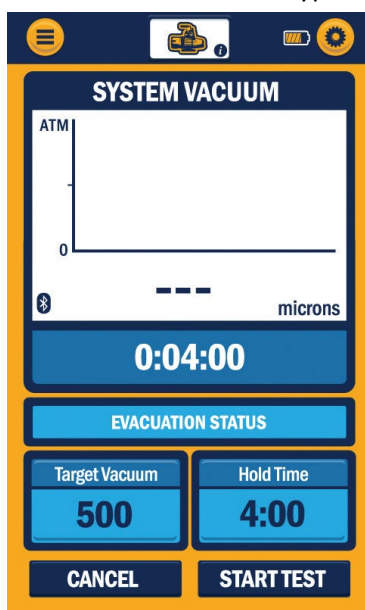 SYSTEM VACUUM
ATM
0
---
microns
0:04:00
EVACUATION STATUS
Target Vacuum
500
Hold Time
4:00
CANCEL
START TEST